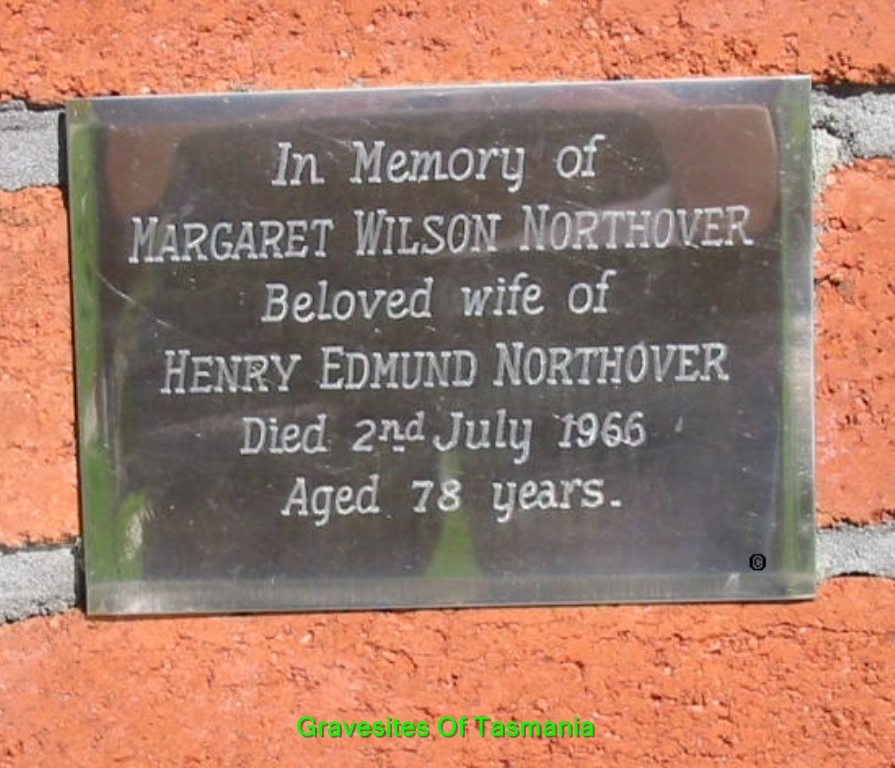 In Memory of
MARGARET WILSON NORTHOVER
Beloved wife of
HENRY EDMUND NORTHOVER
Died 2nd July 1966
Aged 78 years.
©
Gravesites Of Tasmania